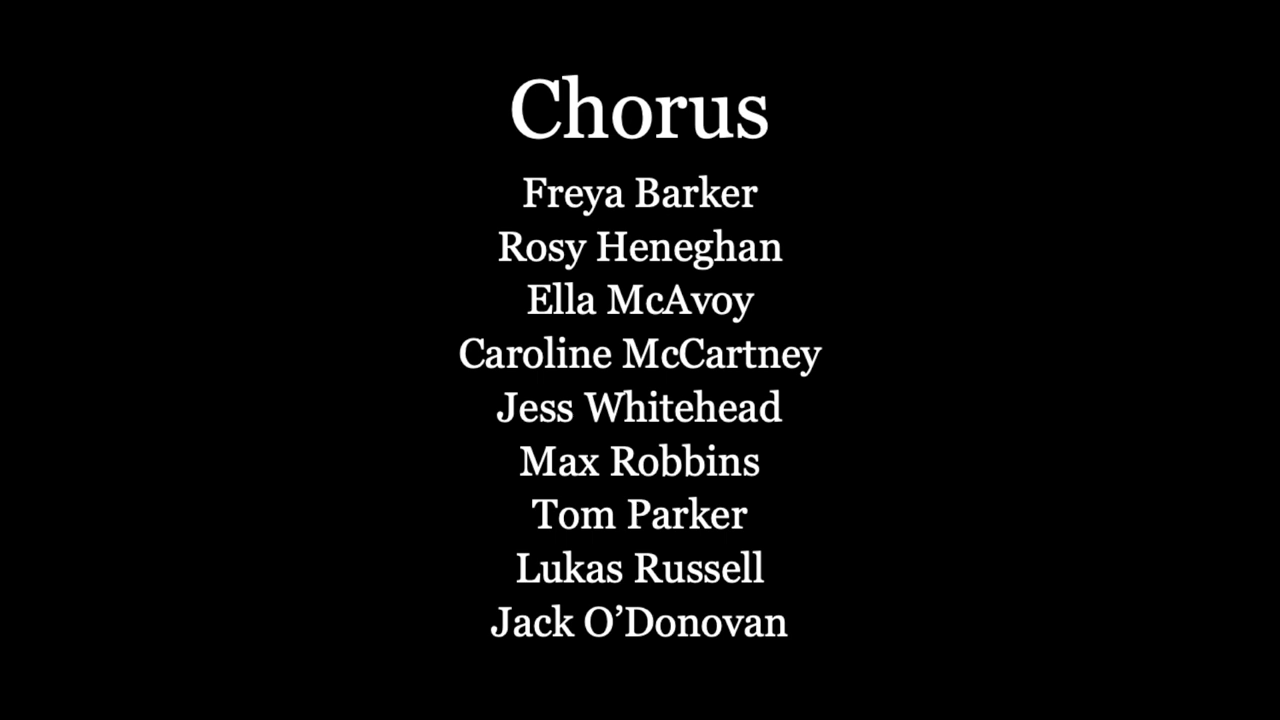 Chorus
Freya Barker
Rosy Heneghan
Ella McAvoy
Caroline McCartney
Jess Whitehead
Max Robbins
Tom Parker
Lukas Russell
Jack O’Donovan